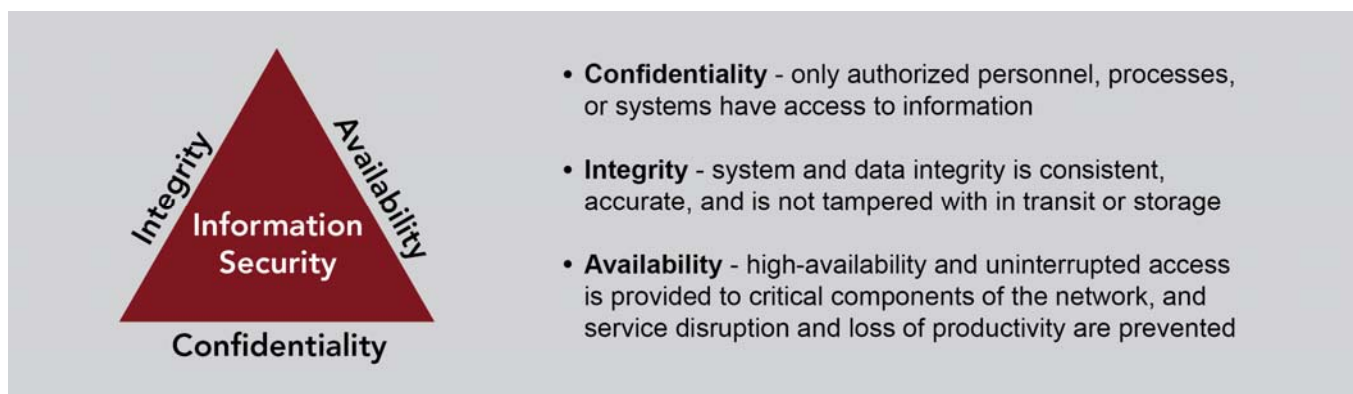 Integrity
Availability
Information
Security
Confidentiality
• Confidentiality - only authorized personnel, processes,
or systems have access to information
• Integrity - system and data integrity is consistent,
accurate, and is not tampered with in transit or storage
• Availability - high-availability and uninterrupted access
is provided to critical components of the network, and
service disruption and loss of productivity are prevented